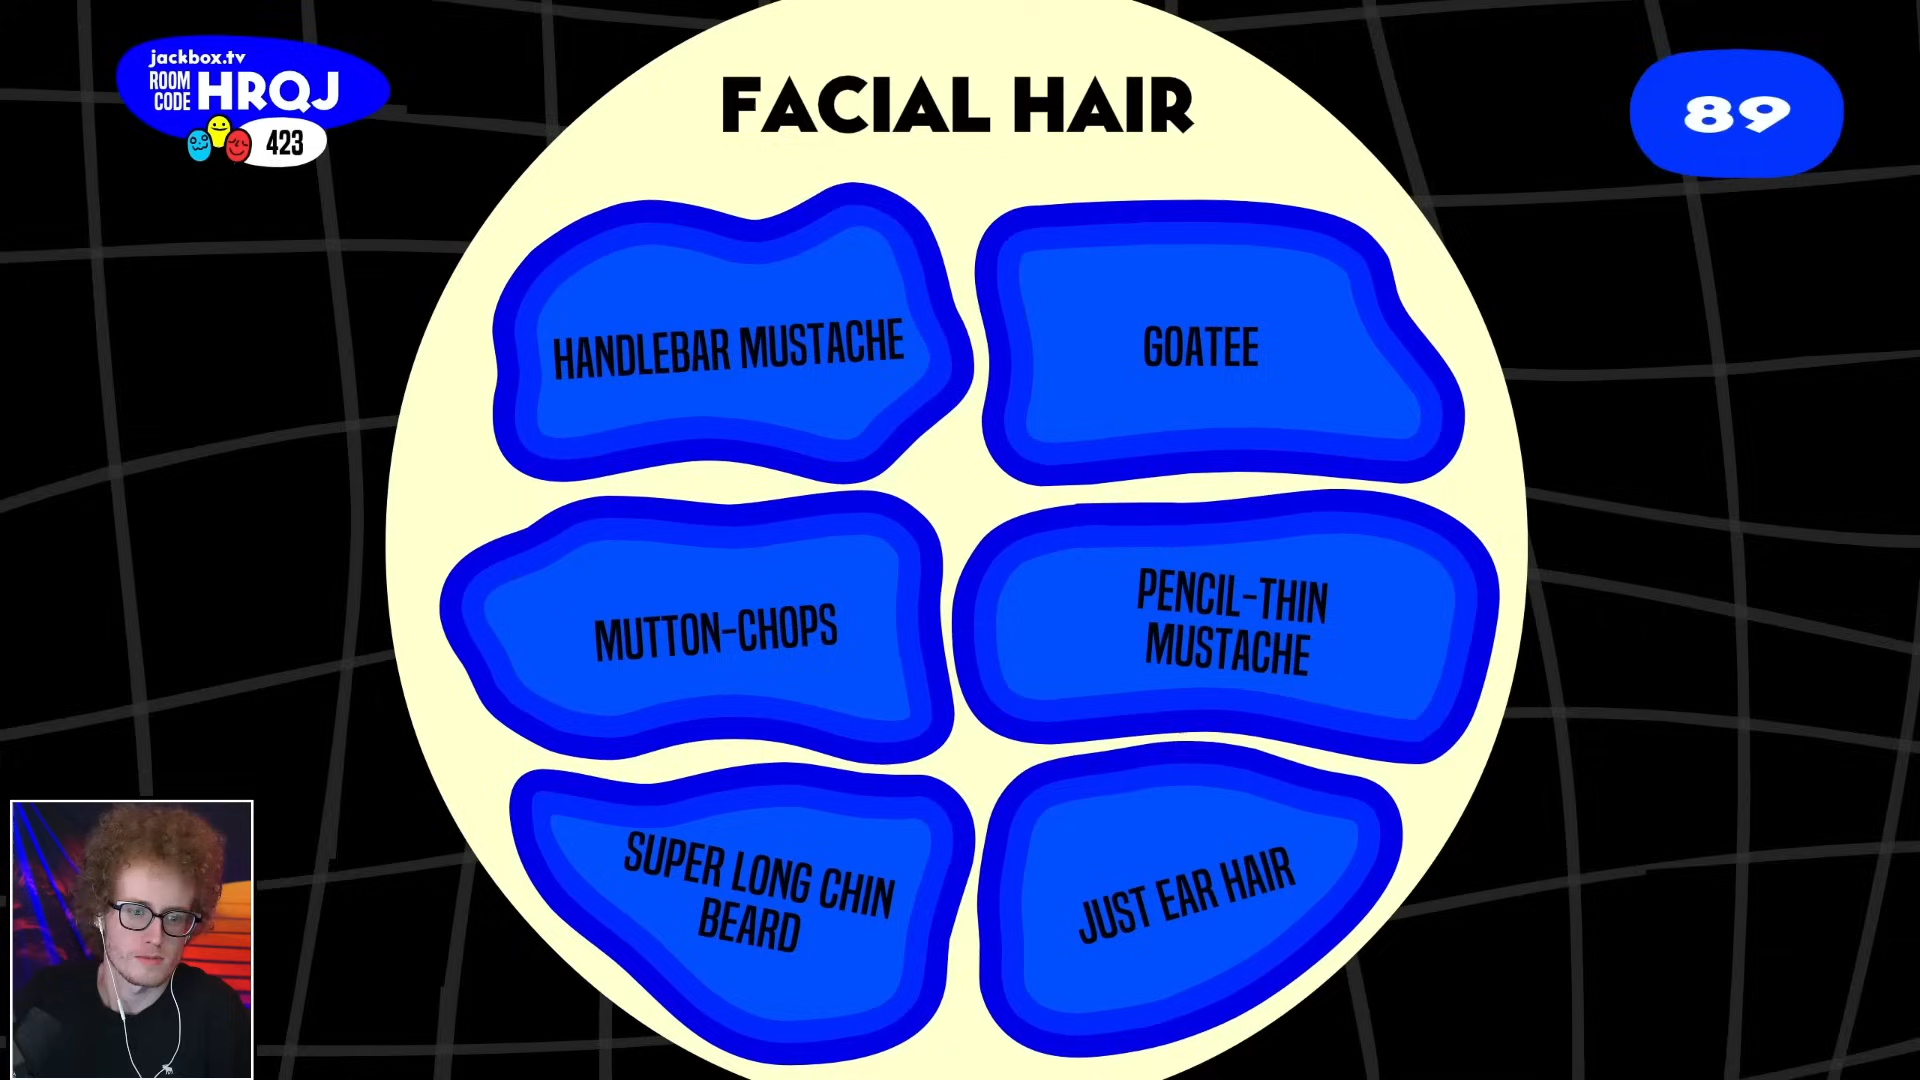 jackbox.tv
ROOM CODE HRQJ
423
FACIAL HAIR
89
HANDLEBAR MUSTACHE
GOATEE
MUTTON-CHOPS
PENCIL-THIN
MUSTACHE
SUPER LONG CHIN
BEARD
JUST EAR HAIR